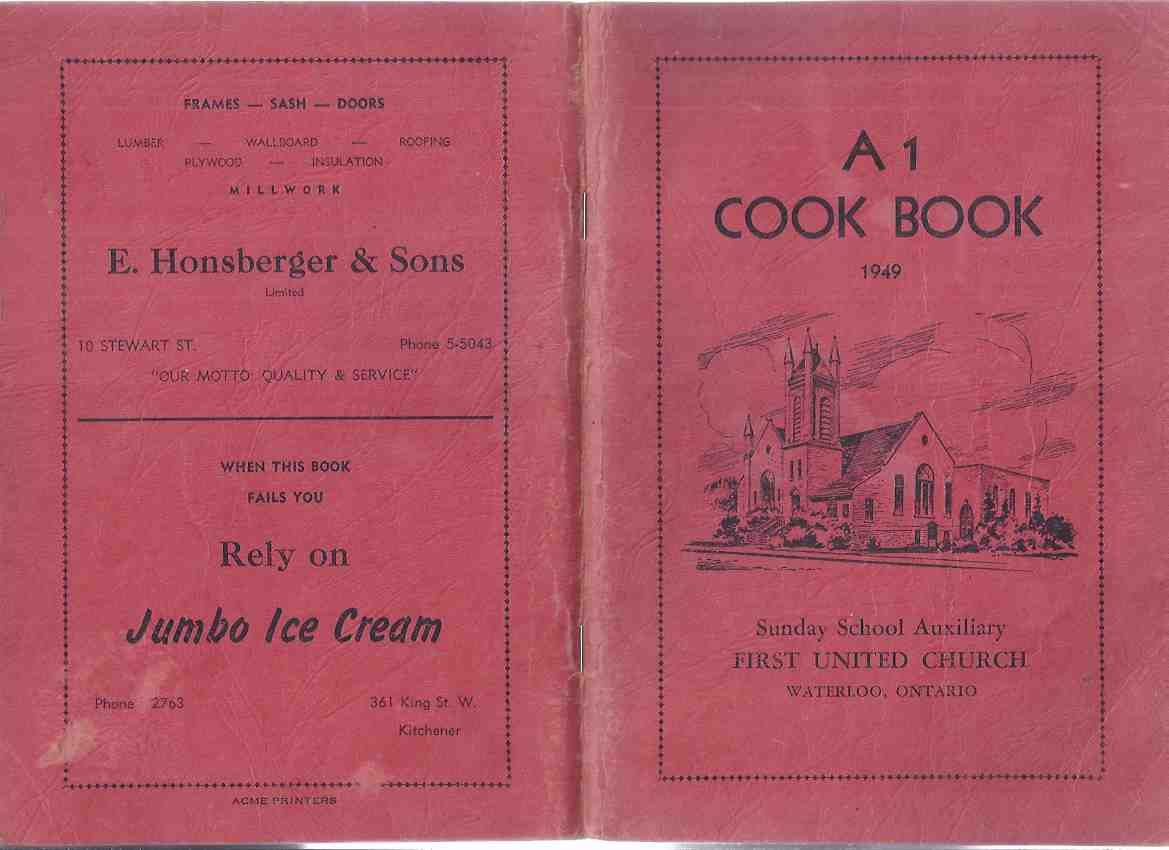 FRAMES — SASH — DOORS
LUMBER — WALLBOARD — ROOFING
PLYWOOD — INSULATION
MILLWORK
E. Honsberger & Sons
Limited
10 STEWART ST. Phone 5-5043
"OUR MOTTO: QUALITY & SERVICE"
WHEN THIS BOOK
FAILS YOU
Rely on
Jumbo Ice Cream
Phone 2763 361 King St. W.
Kitchener
ACME PRINTERS
A 1
COOK BOOK
1949
Sunday School Auxiliary
FIRST UNITED CHURCH
WATERLOO, ONTARIO